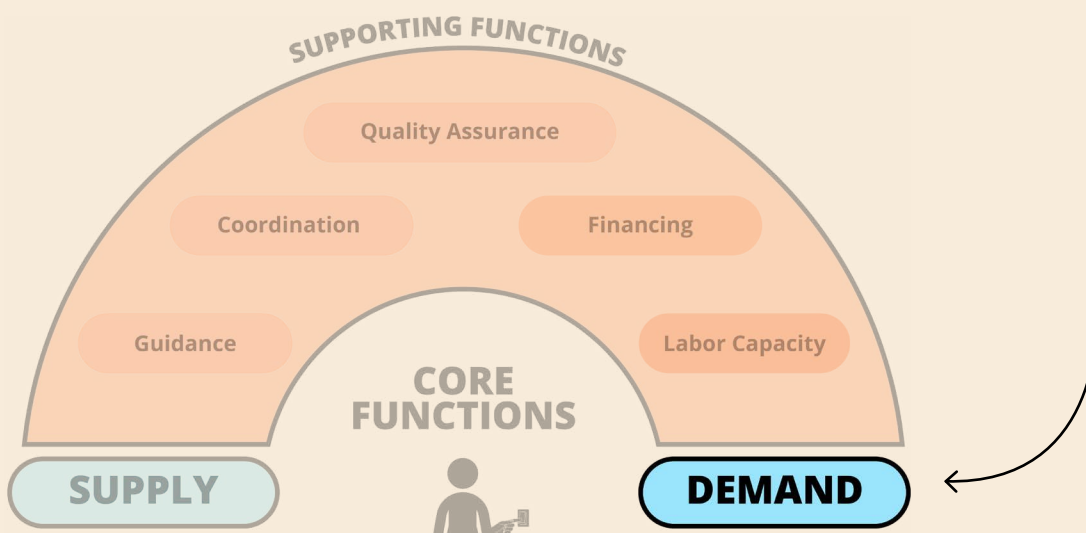 SUPPORTING FUNCTIONS
Quality Assurance
Coordination
Financing
Guidance
Labor Capacity
CORE
FUNCTIONS
SUPPLY
DEMAND